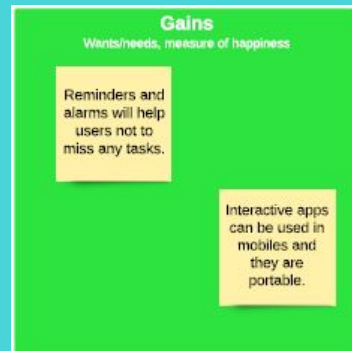 Gains
Wants/needs, measure of happiness
Reminders and
alarms will help
users not to
miss any tasks.
Interactive apps
can be used in
mobiles and
they are
portable.